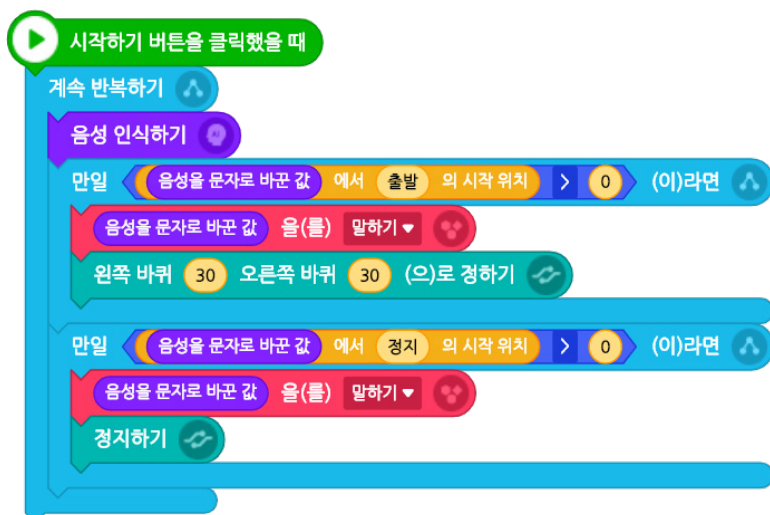 시작하기 버튼을 클릭했을 때
계속 반복하기
음성 인식하기
만일 음성을 문자로 바꾼 값 에서 출발 의 시작 위치 > 0 (이)라면
음성을 문자로 바꾼 값 을(를) 말하기
왼쪽 바퀴 30 오른쪽 바퀴 30 (으)로 정하기
만일 음성을 문자로 바꾼 값 에서 정지 의 시작 위치 > 0 (이)라면
음성을 문자로 바꾼 값 을(를) 말하기
정지하기